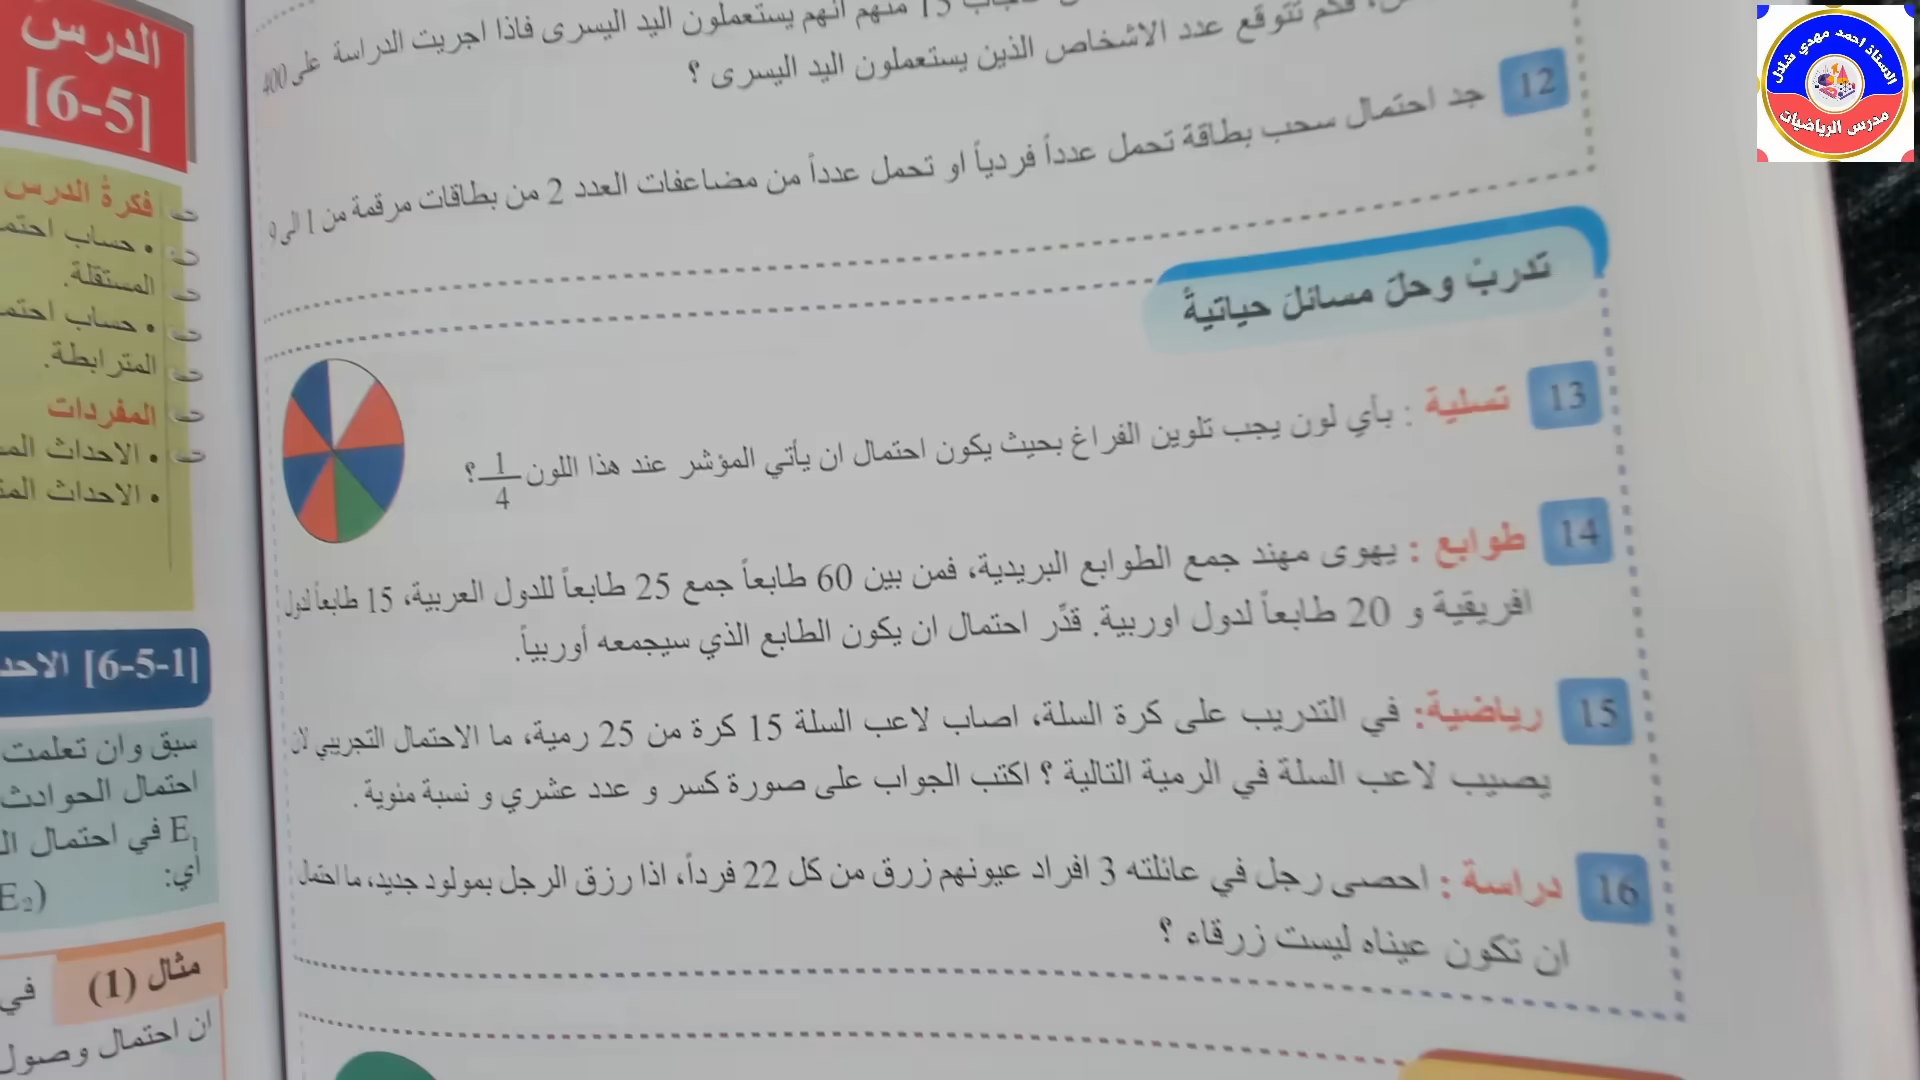 منهم انهم يستعملون اليد اليسرى فاذا اجريت الدراسة على 400
فكم تتوقع عدد الاشخاص الذين يستعملون اليد اليسرى ؟
12 جد احتمال سحب بطاقة تحمل عدداً فردياً او تحمل عدداً من مضاعفات العدد 2 من بطاقات مرقمة من 1 الى 9
تدربْ وحلَ مسائلَ حياتيةً
13 تسلية : بأي لون يجب تلوين الفراغ بحيث يكون احتمال ان يأتي المؤشر عند هذا اللون 1/4 ؟
14 طوابع : يهوى مهند جمع الطوابع البريدية، فمن بين 60 طابعاً جمع 25 طابعاً للدول العربية، 15 طابعاً لدول
افريقية و 20 طابعاً لدول اوربية. قدّر احتمال ان يكون الطابع الذي سيجمعه أوربياً.
15 رياضية: في التدريب على كرة السلة، اصاب لاعب السلة 15 كرة من 25 رمية، ما الاحتمال التجريبي لان
يصيب لاعب السلة في الرمية التالية ؟ اكتب الجواب على صورة كسر و عدد عشري و نسبة مئوية .
16 دراسة : احصى رجل في عائلته 3 افراد عيونهم زرق من كل 22 فرداً، اذا رزق الرجل بمولود جديد، ما احتمال
ان تكون عيناه ليست زرقاء ؟
الدرس
[6-5]
فكرةُ الدرس
• حساب
المستقلة.
• حساب
المترابطة.
المفردات
• الاحداث
• الاحداث
[6-5-1]
سبق وان تعلمت
احتمال الحوادث
E₁ في احتمال
أي:
E₂)
مثال (1)
في
ان احتمال وصول
الاستاذ احمد مهدي شلال
مدرس الرياضيات